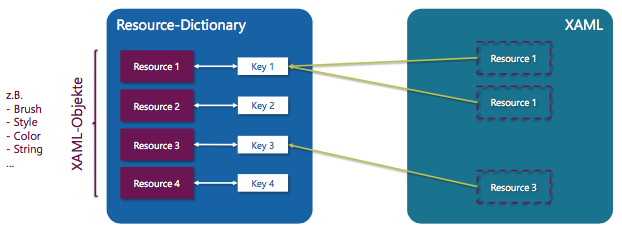 Resource-Dictionary
XAML
z.B.
- Brush
- Style
- Color
- String
...
XAML-Objekte
Resource 1
Key 1
Resource 2
Key 2
Resource 3
Key 3
Resource 4
Key 4
Resource 1
Resource 1
Resource 3